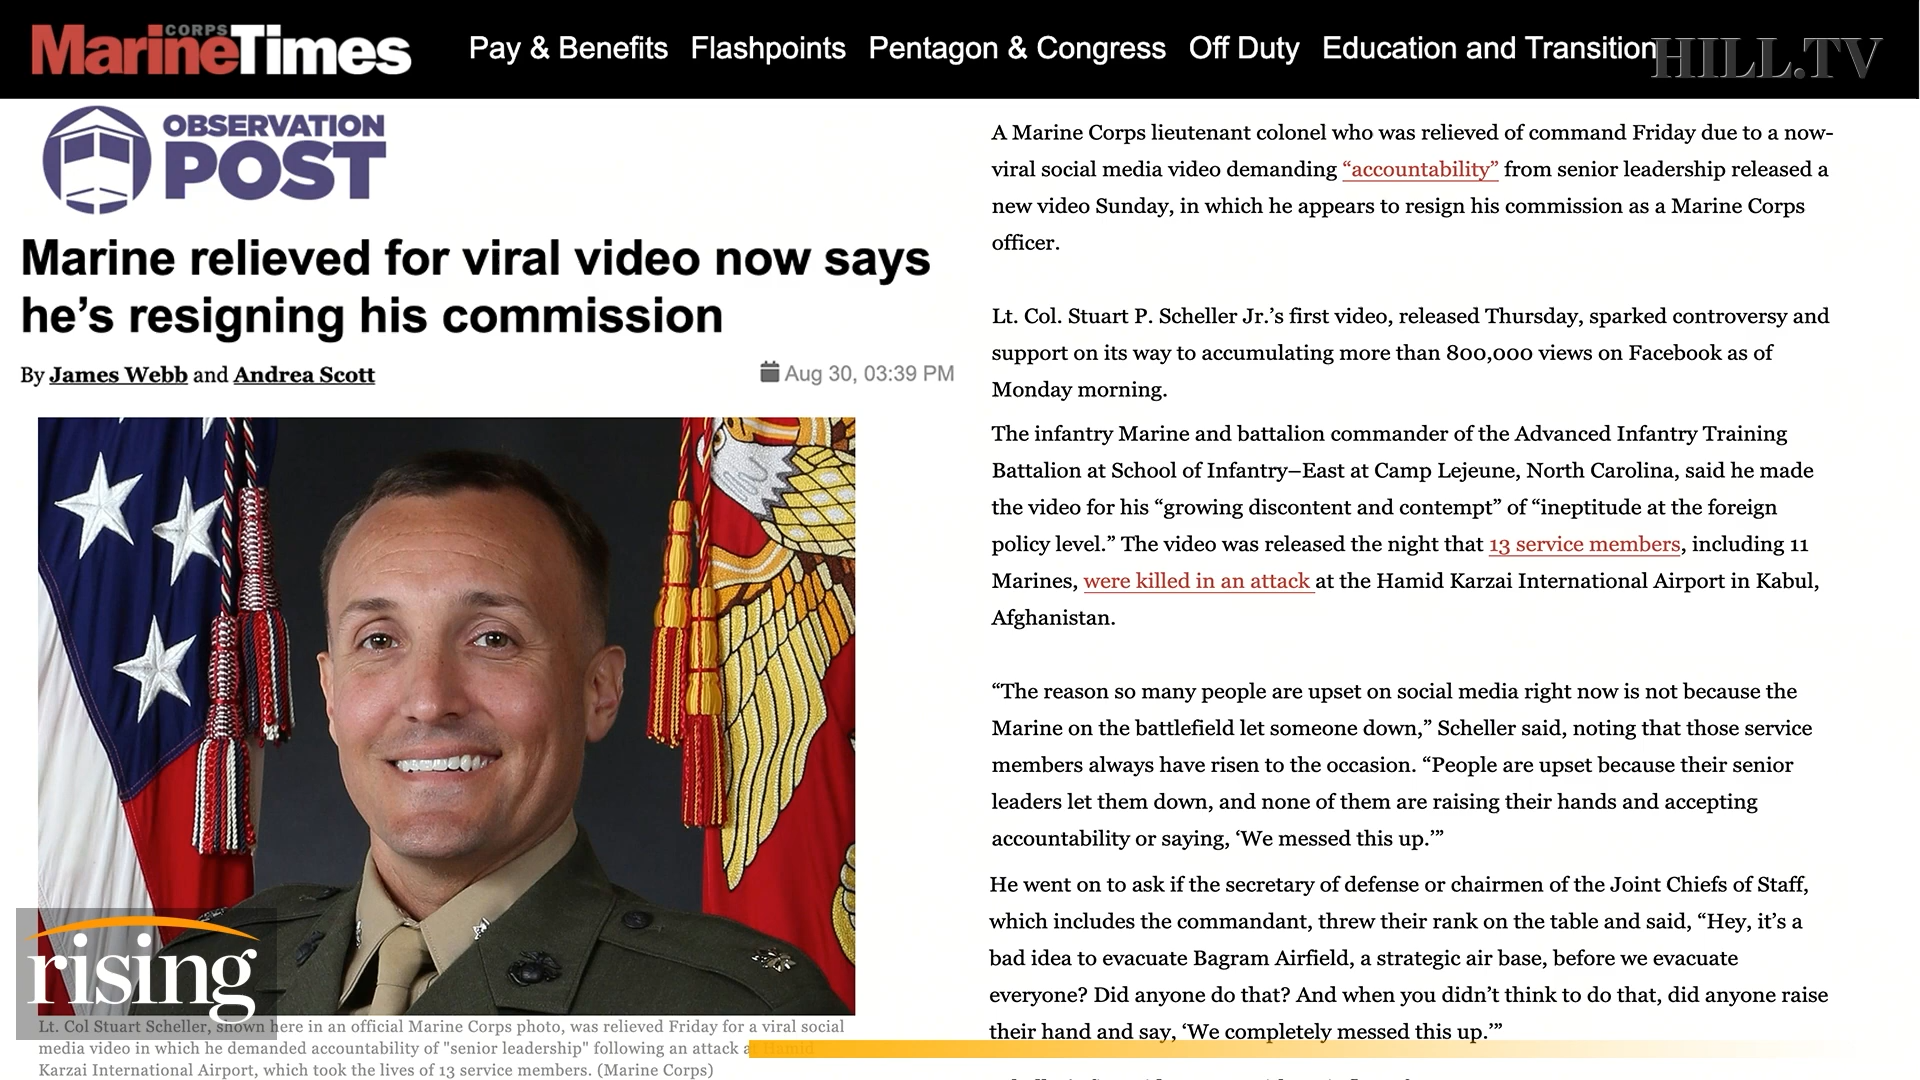 CORPS
MarineTimes
Pay & Benefits Flashpoints Pentagon & Congress Off Duty Education and Transition
HILL.TV
OBSERVATION
POST
Marine relieved for viral video now says
he’s resigning his commission
By James Webb and Andrea Scott
Aug 30, 03:39 PM
rising
Lt. Col Stuart Scheller, shown here in an official Marine Corps photo, was relieved Friday for a viral social
media video in which he demanded accountability of "senior leadership" following an attack at Hamid
Karzai International Airport, which took the lives of 13 service members. (Marine Corps)
A Marine Corps lieutenant colonel who was relieved of command Friday due to a now-
viral social media video demanding “accountability” from senior leadership released a
new video Sunday, in which he appears to resign his commission as a Marine Corps
officer.
Lt. Col. Stuart P. Scheller Jr.’s first video, released Thursday, sparked controversy and
support on its way to accumulating more than 800,000 views on Facebook as of
Monday morning.
The infantry Marine and battalion commander of the Advanced Infantry Training
Battalion at School of Infantry–East at Camp Lejeune, North Carolina, said he made
the video for his “growing discontent and contempt” of “ineptitude at the foreign
policy level.” The video was released the night that 13 service members, including 11
Marines, were killed in an attack at the Hamid Karzai International Airport in Kabul,
Afghanistan.
“The reason so many people are upset on social media right now is not because the
Marine on the battlefield let someone down,” Scheller said, noting that those service
members always have risen to the occasion. “People are upset because their senior
leaders let them down, and none of them are raising their hands and accepting
accountability or saying, ‘We messed this up.’”
He went on to ask if the secretary of defense or chairmen of the Joint Chiefs of Staff,
which includes the commandant, threw their rank on the table and said, “Hey, it’s a
bad idea to evacuate Bagram Airfield, a strategic air base, before we evacuate
everyone? Did anyone do that? And when you didn’t think to do that, did anyone raise
their hand and say, ‘We completely messed this up.’”